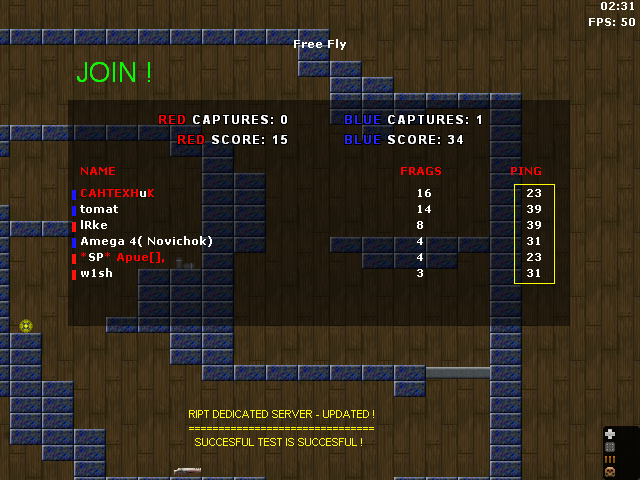 02:31
FPS: 50
Free Fly
JOIN !
RED CAPTURES: 0 BLUE CAPTURES: 1
RED SCORE: 15 BLUE SCORE: 34
NAME FRAGS PING
CAHTEXHuK 16 23
tomat 14 39
lRke 8 39
Amega 4( Novichok) 4 31
*SP* Apue[], 4 23
w1sh 3 31
RIPT DEDICATED SERVER - UPDATED !
===============================
SUCCESFUL TEST IS SUCCESFUL !